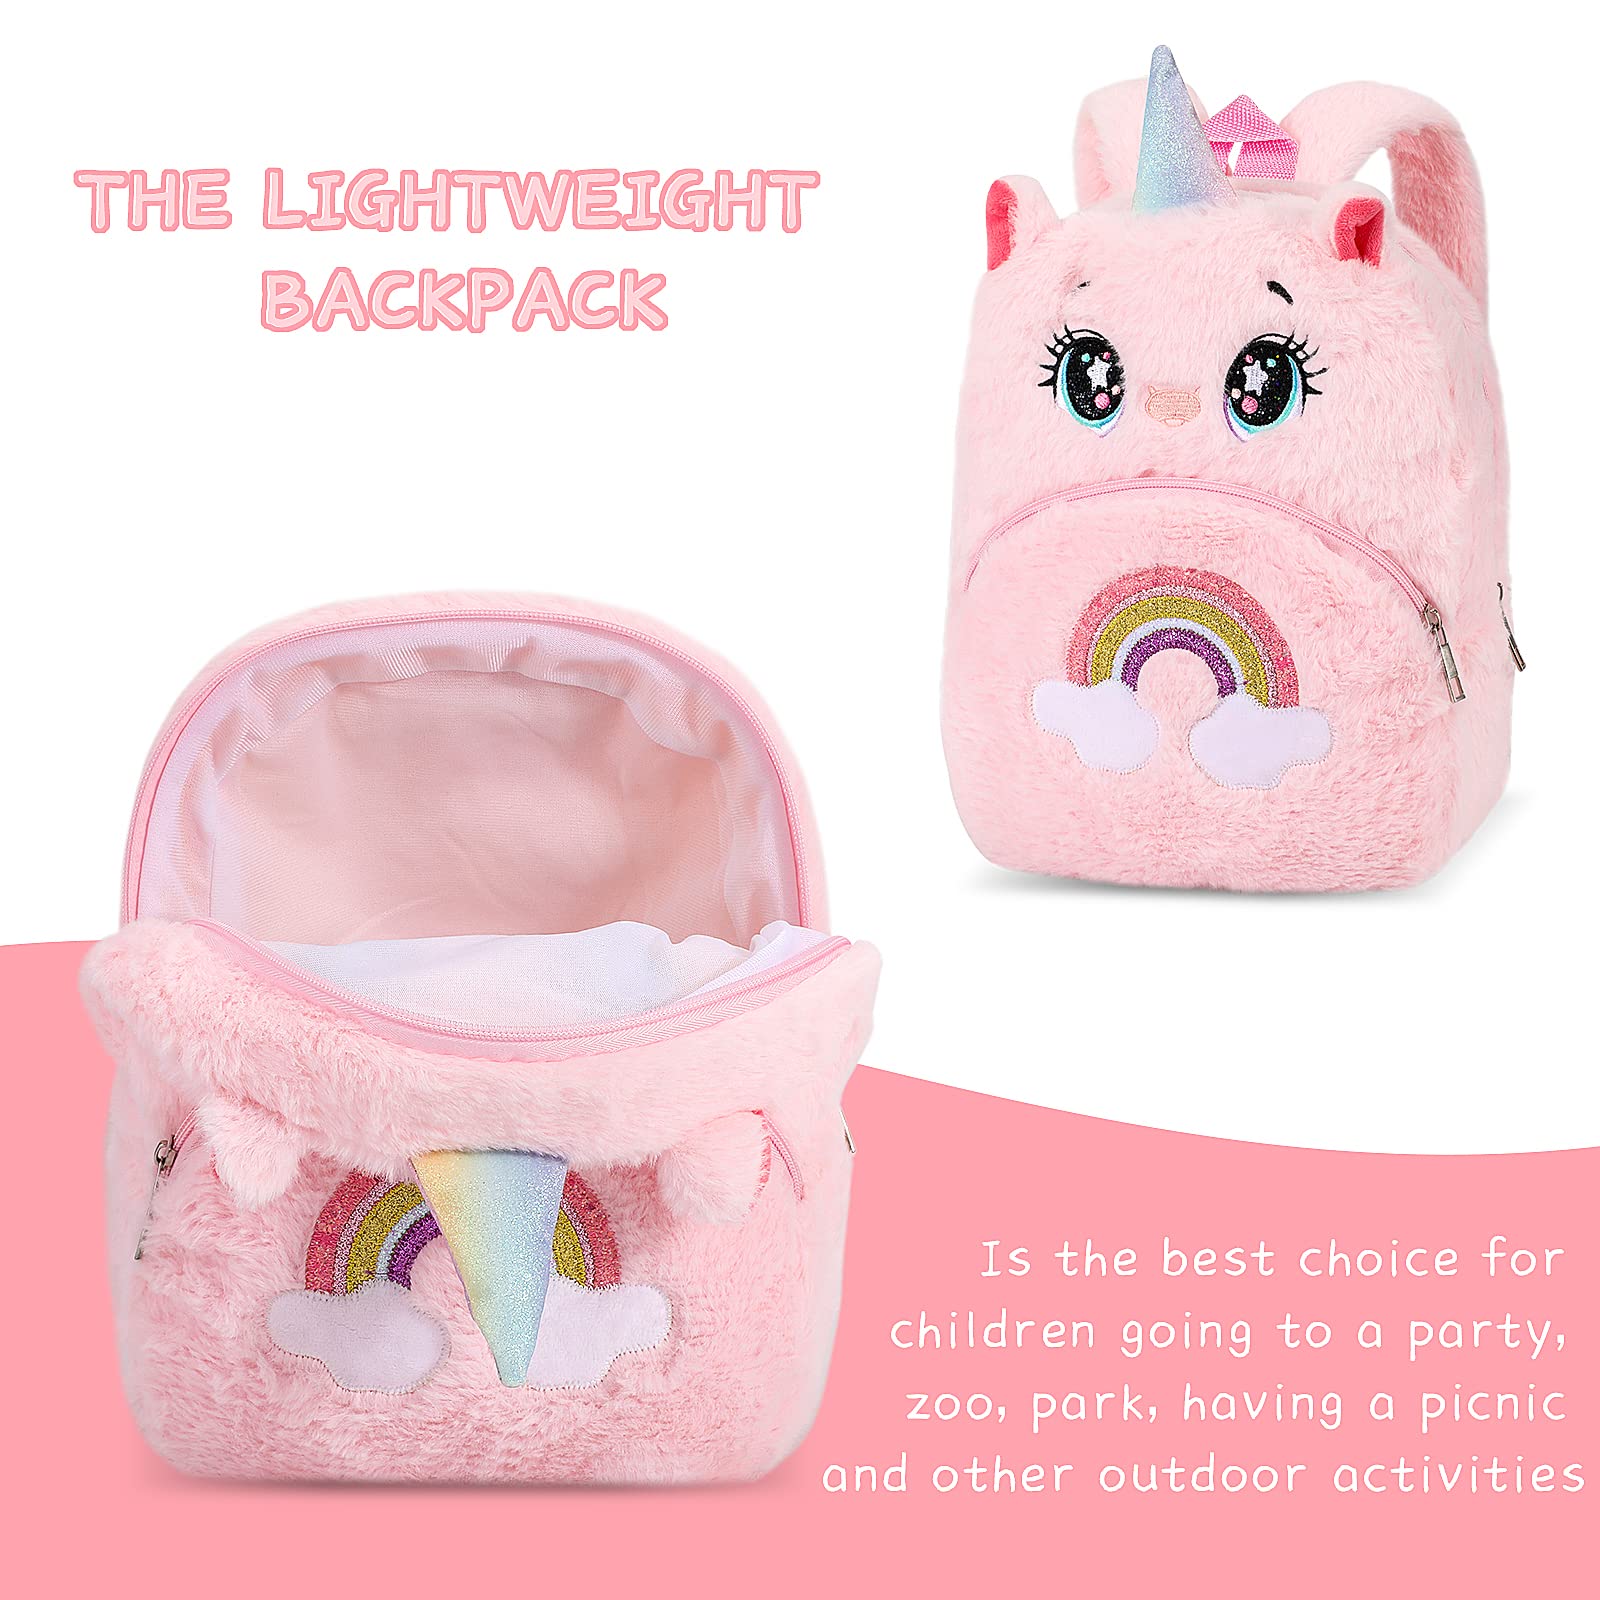 THE LIGHTWEIGHT
BACKPACK
Is the best choice for
children going to a party,
zoo, park, having a picnic
and other outdoor activities